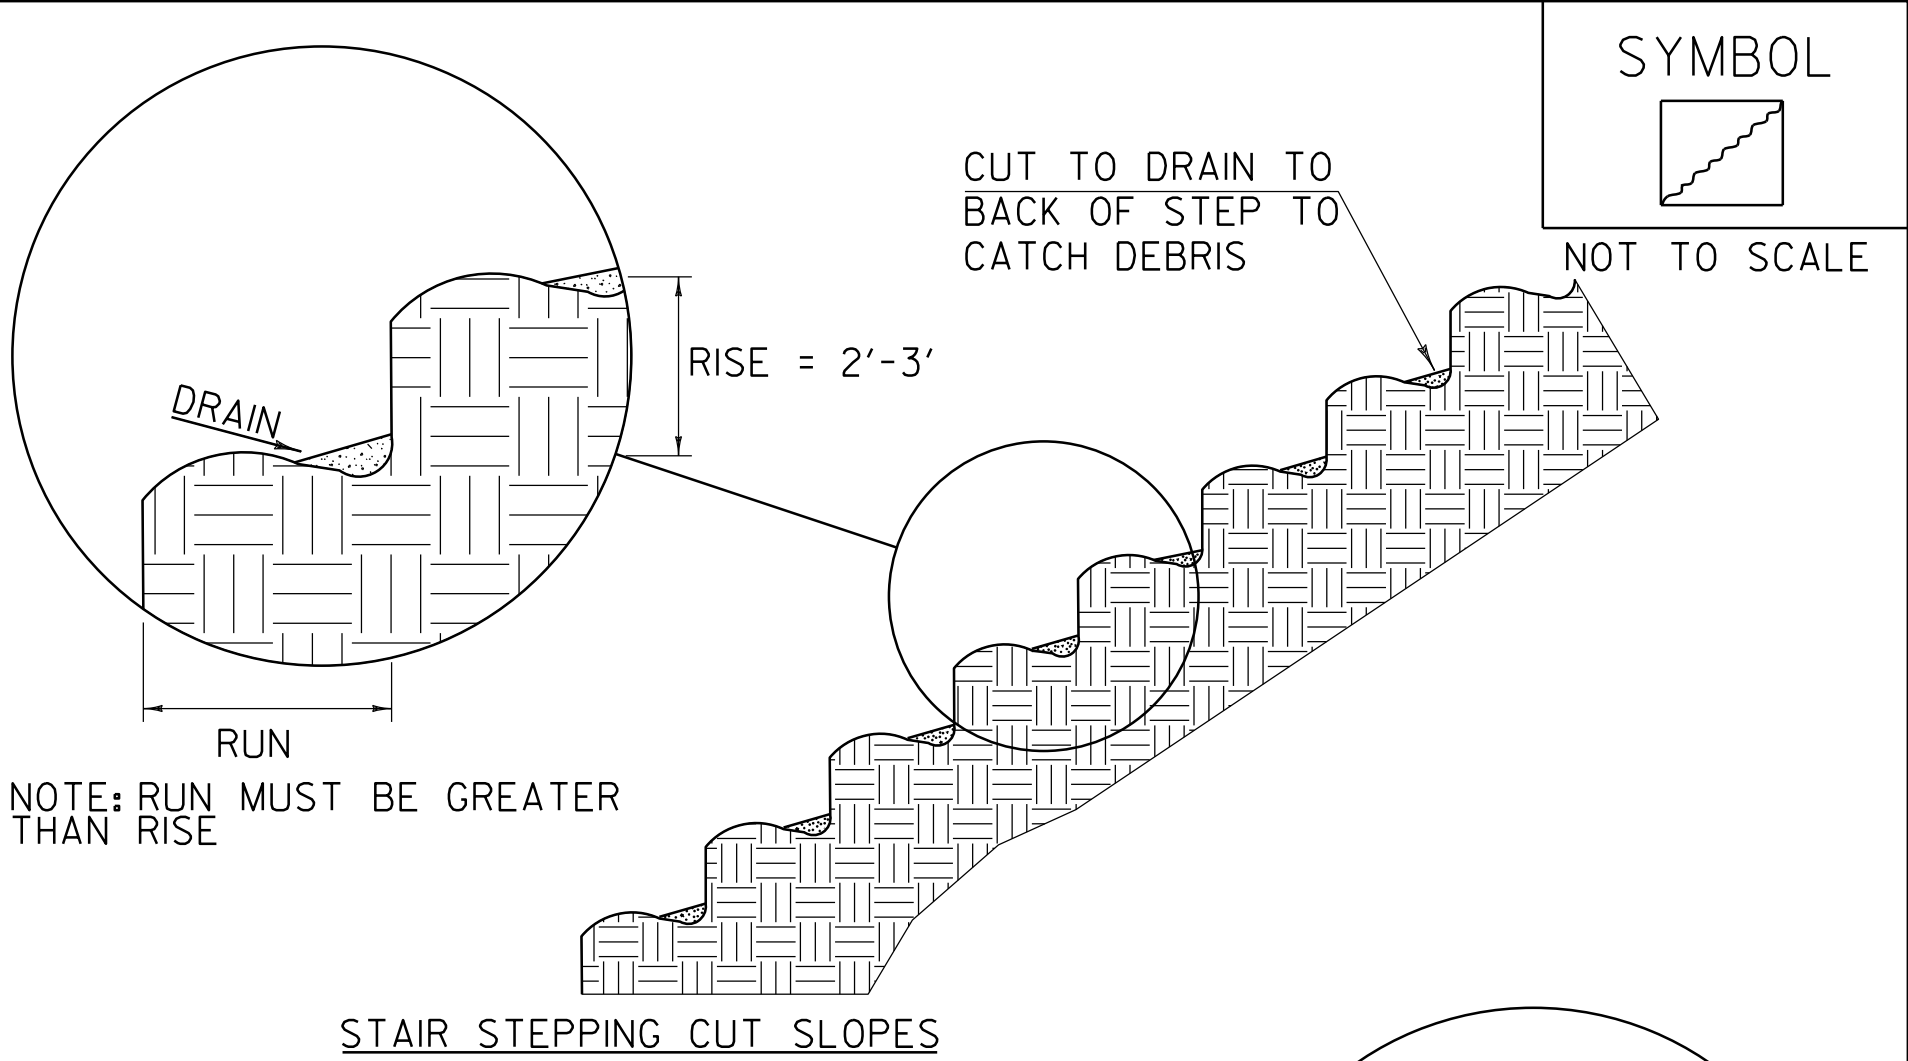 SYMBOL
NOT TO SCALE
CUT TO DRAIN TO
BACK OF STEP TO
CATCH DEBRIS
RISE = 2'-3'
DRAIN
RUN
NOTE: RUN MUST BE GREATER
THAN RISE
STAIR STEPPING CUT SLOPES